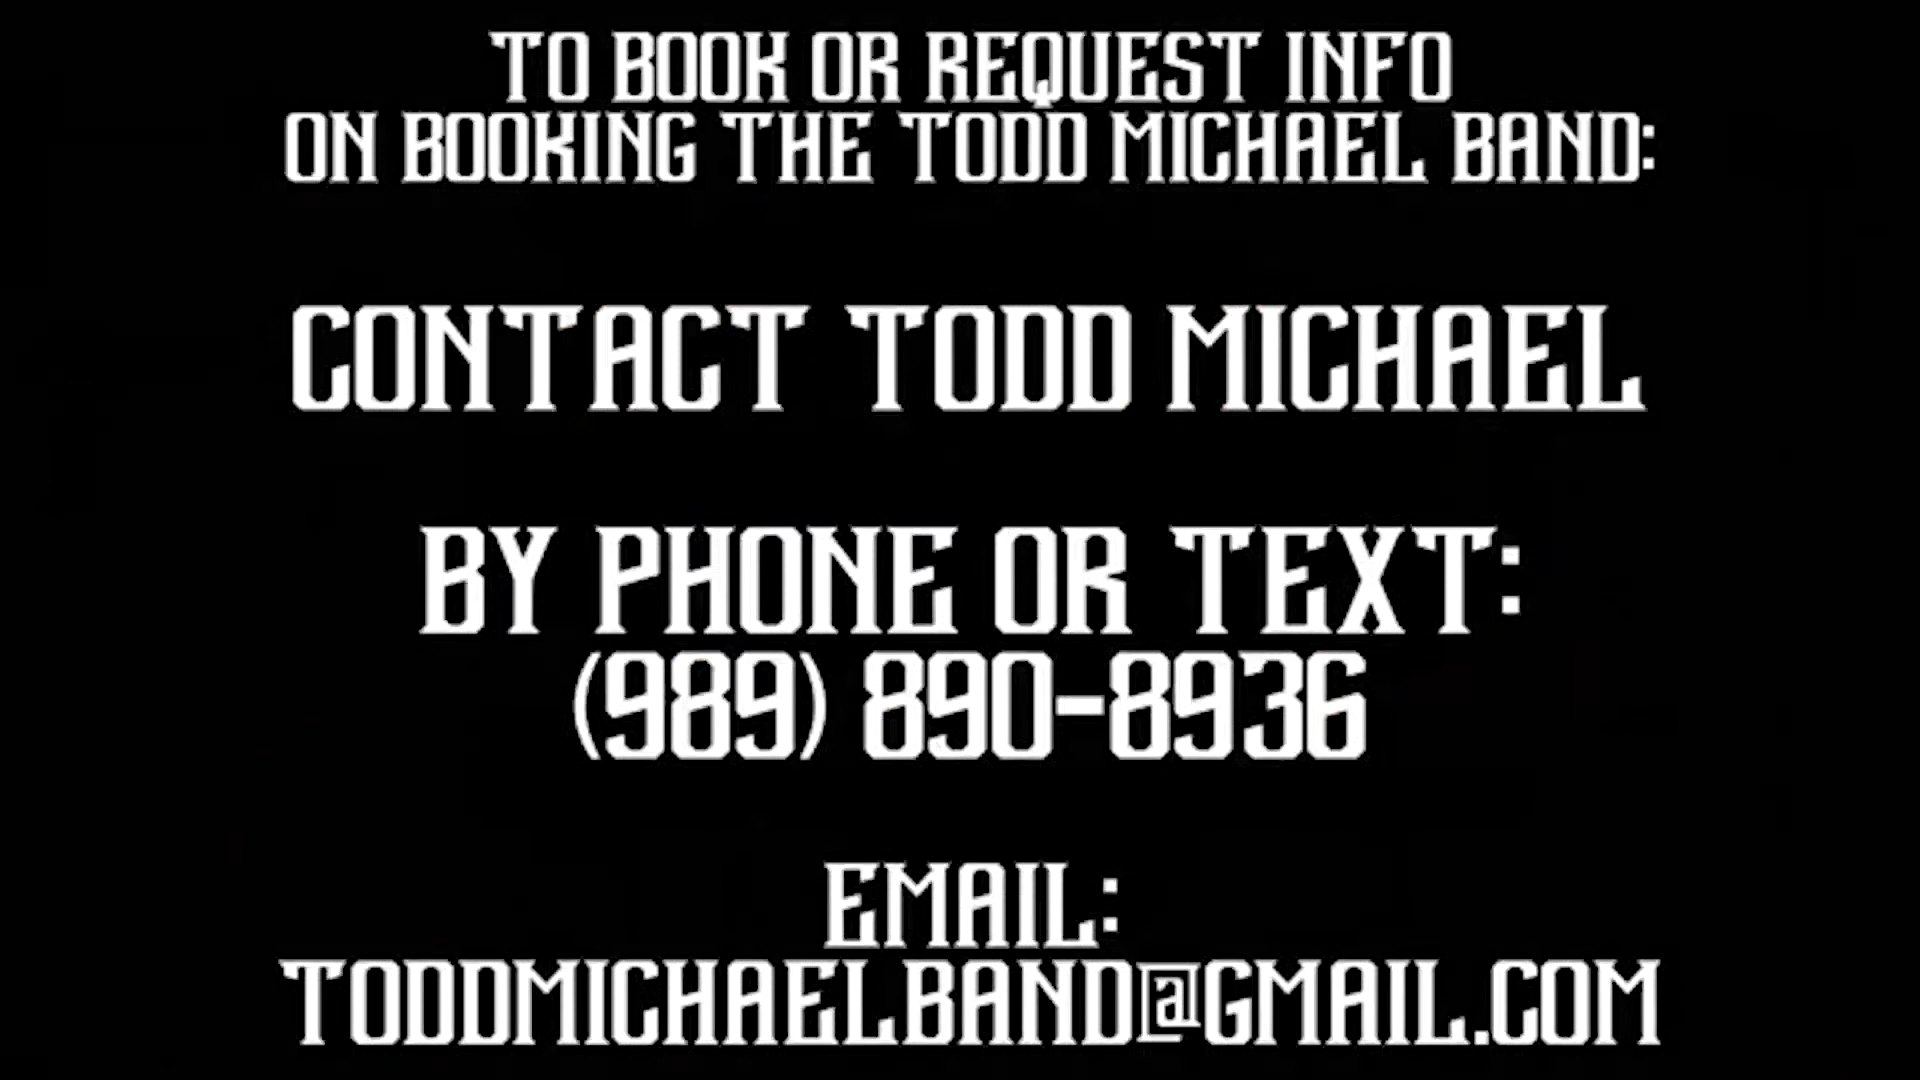 TO BOOK OR REQUEST INFO
ON BOOKING THE TODD MICHAEL BAND:
CONTACT TODD MICHAEL
BY PHONE OR TEXT:
(989) 890-8936
EMAIL:
TODDMICHAELBAND@GMAIL.COM